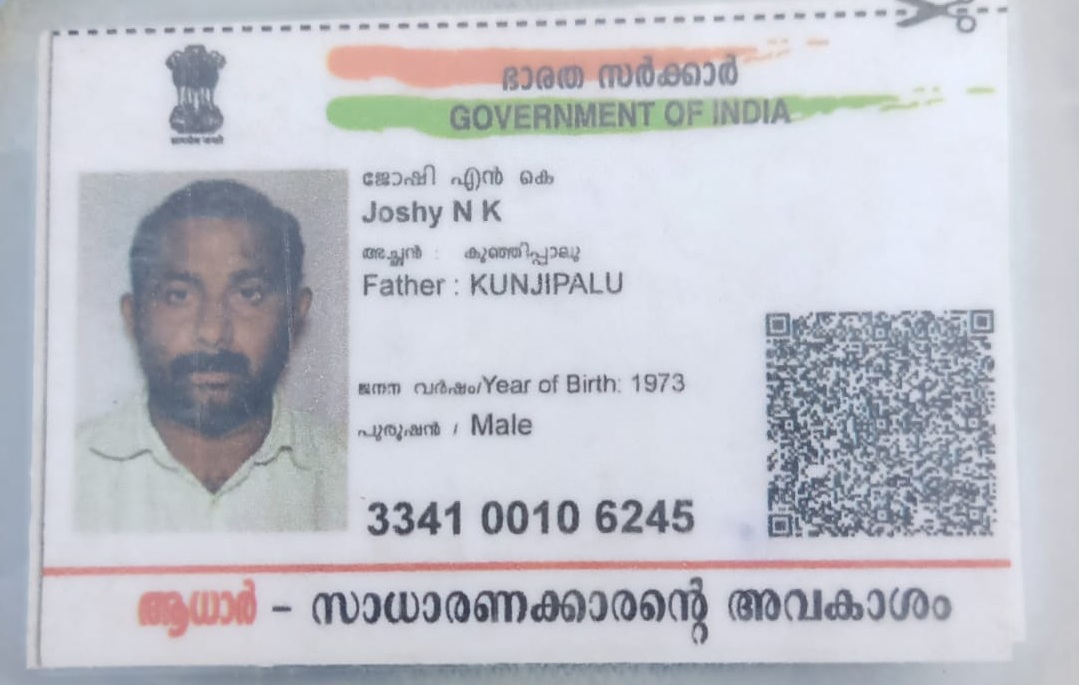 ഭാരത സർക്കാർ
GOVERNMENT OF INDIA
ജോഷി എൻ കെ
Joshy N K
അച്ഛൻ : കുഞ്ഞിപ്പാലു
Father : KUNJIPALU
ജനന വർഷം/Year of Birth: 1973
പുരുഷൻ / Male
3341 0010 6245
ആധാർ - സാധാരണക്കാരന്റെ അവകാശം